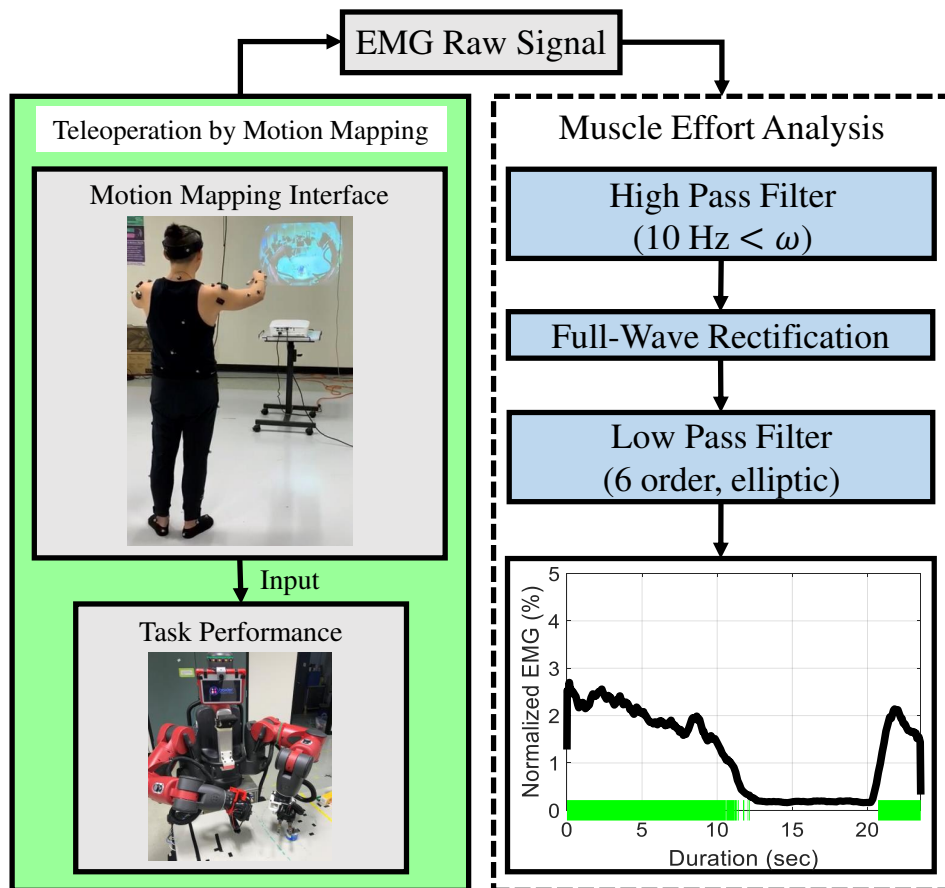 EMG Raw Signal
Teleoperation by Motion Mapping
Motion Mapping Interface
Input
Task Performance
Muscle Effort Analysis
High Pass Filter
(10 Hz < ω)
Full-Wave Rectification
Low Pass Filter
(6 order, elliptic)
Normalized EMG (%)
5
4
3
2
1
0
0 5 10 15 20
Duration (sec)